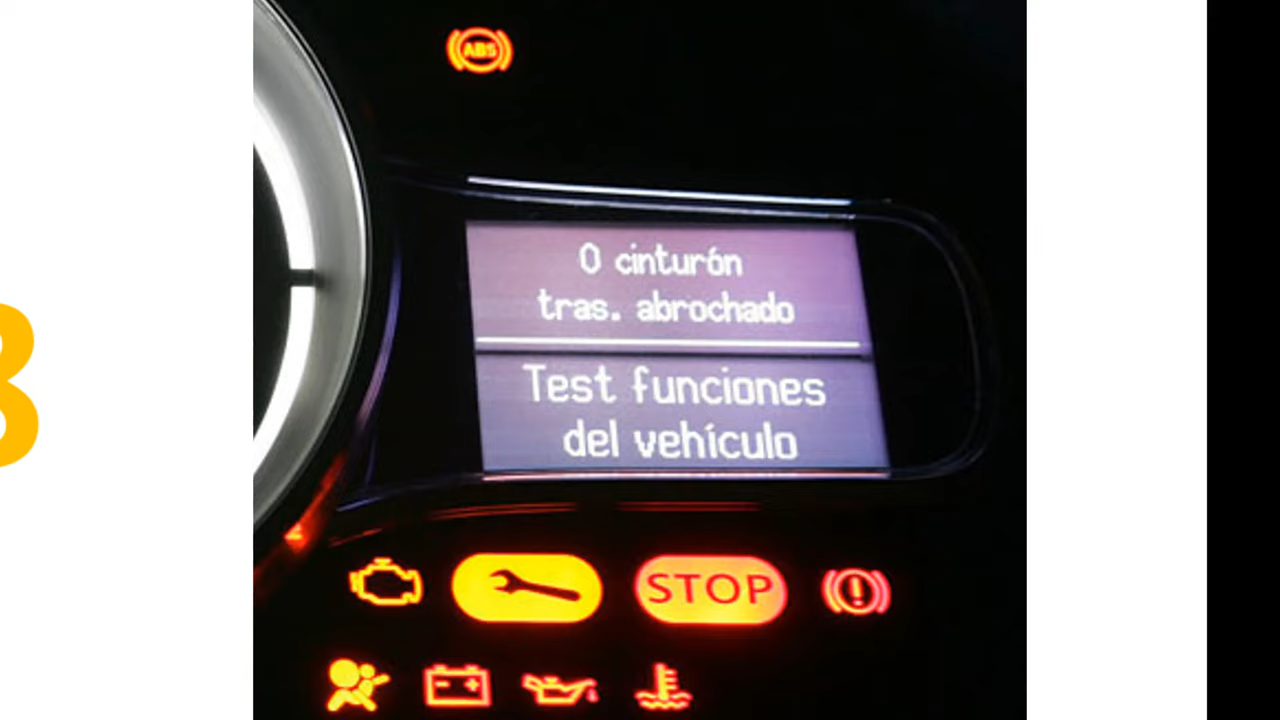 ABS
0 cinturón
tras. abrochado
Test funciones
del vehículo
STOP